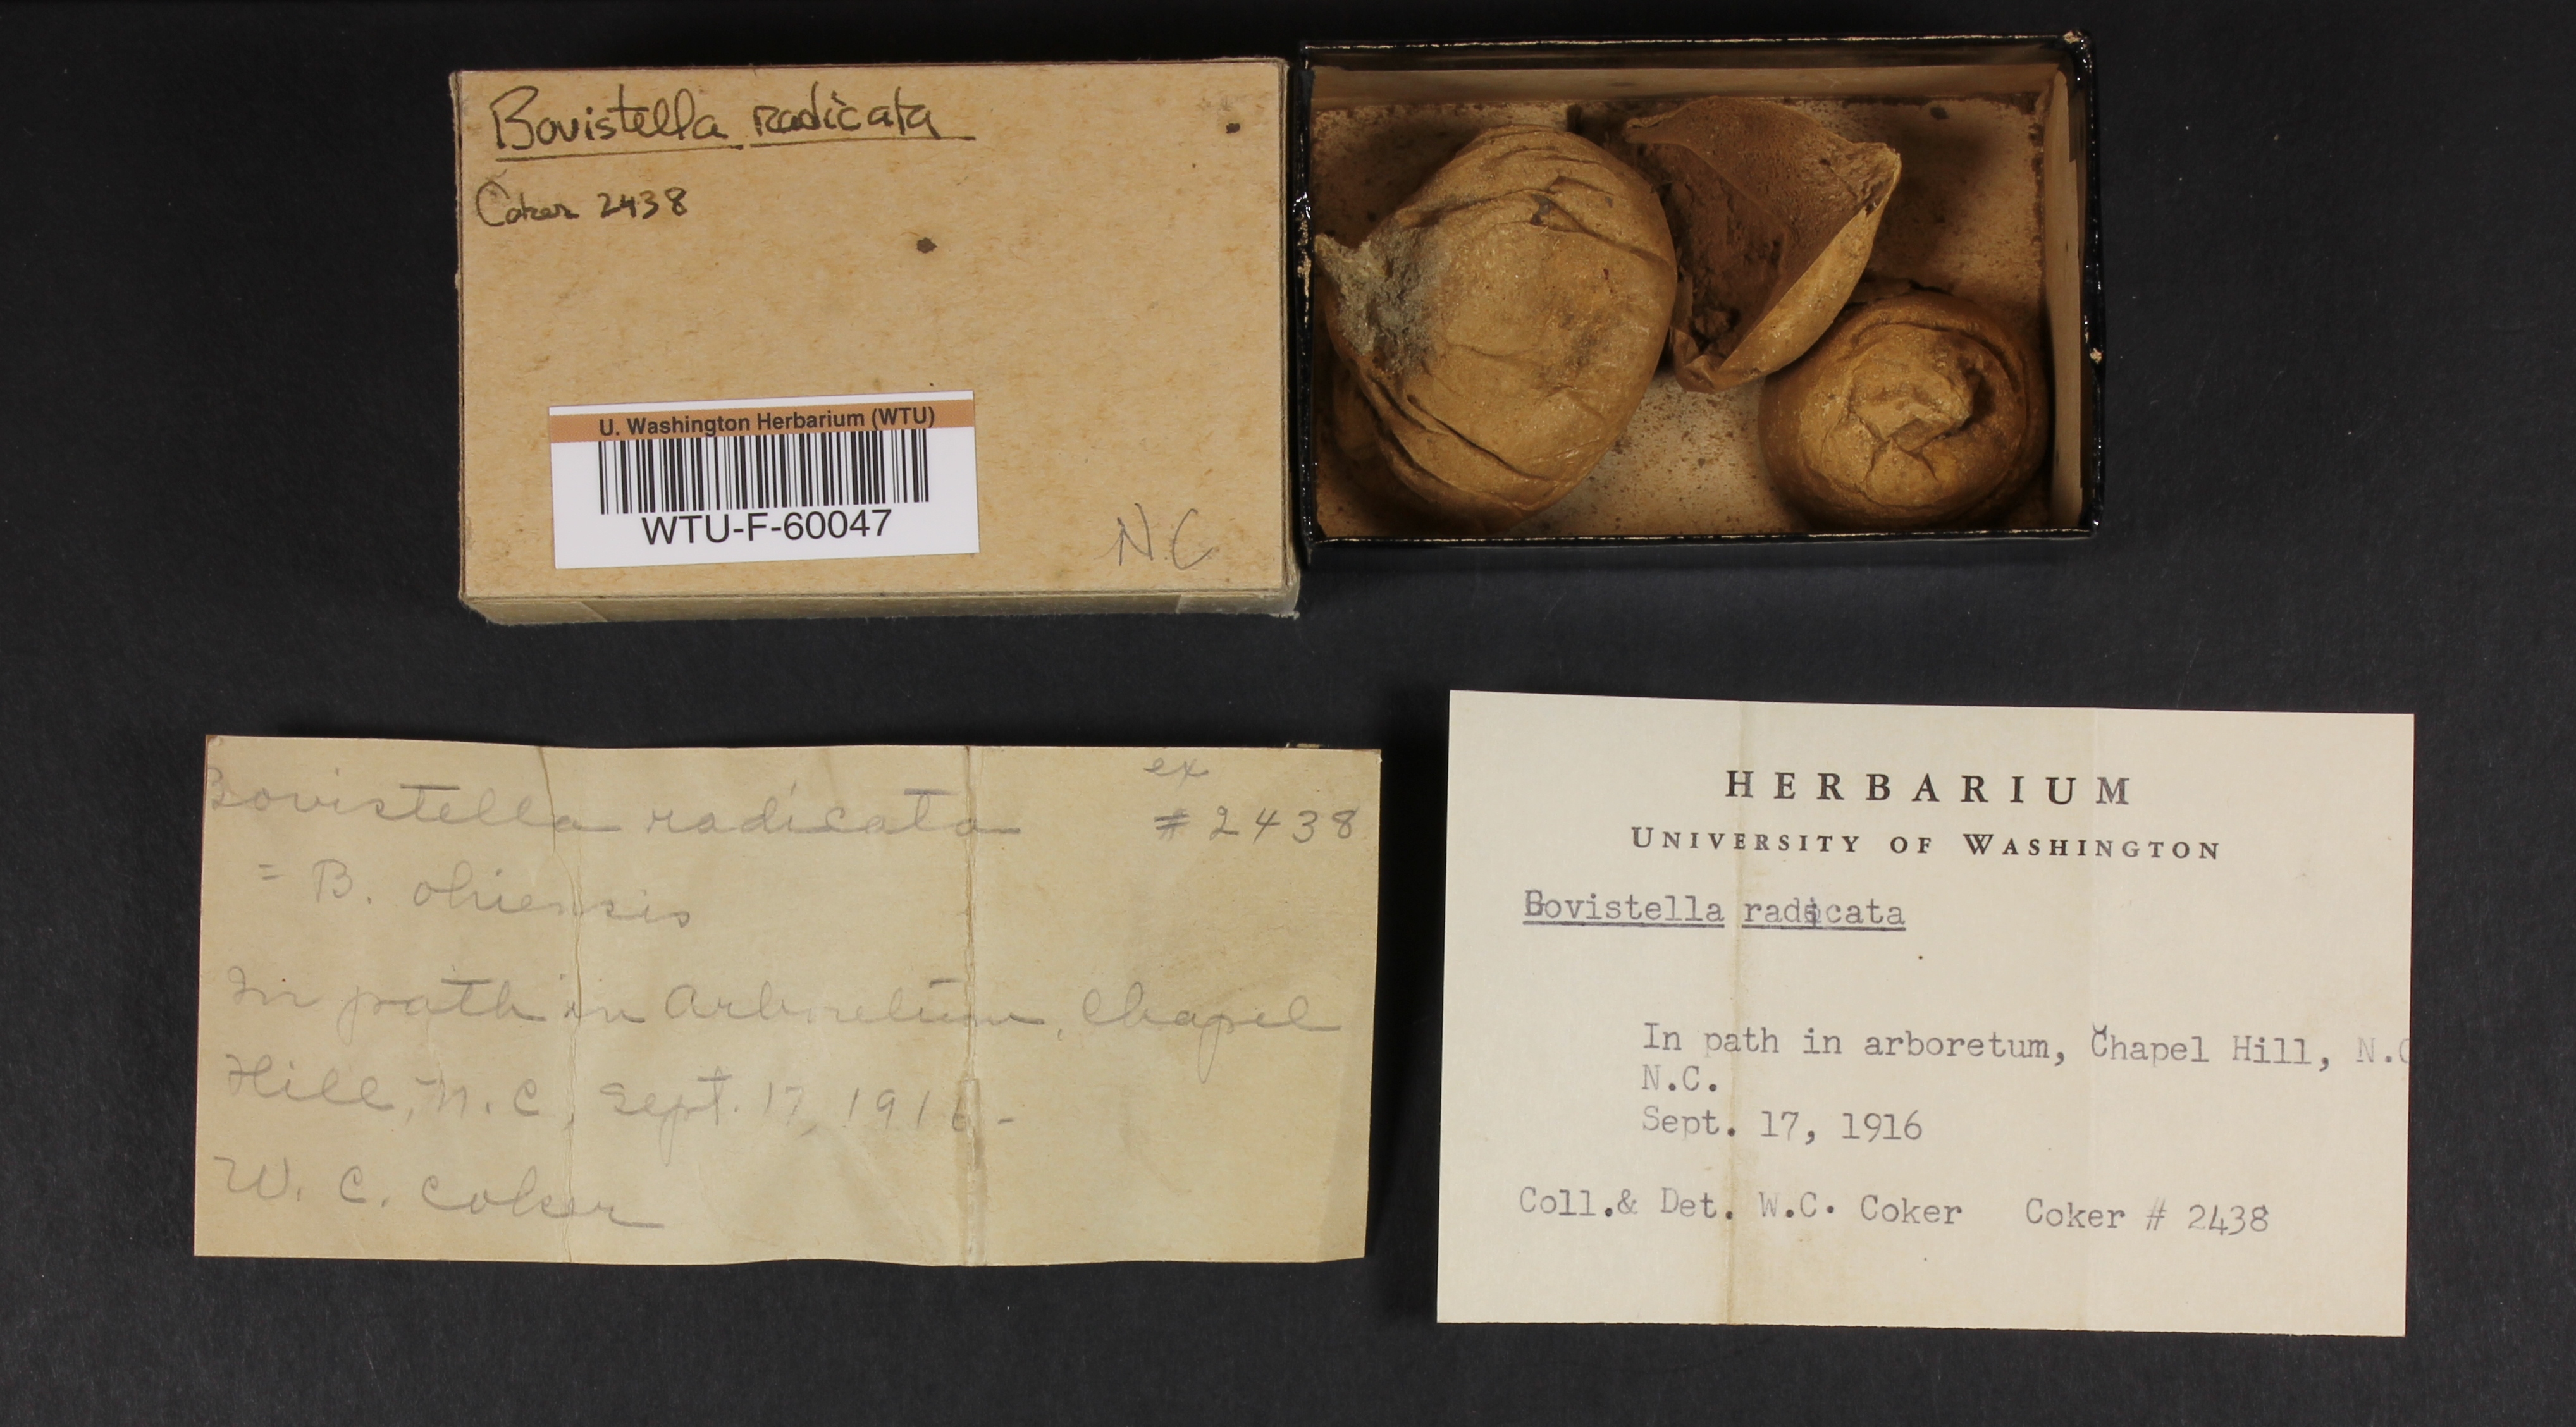 Bovistella radicata
Coker 2438
U. Washington Herbarium (WTU)
WTU-F-60047
N.C
ex
Bovistella radicata # 2438
= B. ohiensis
In path in Arboretum, Chapel
Hill, N.C, Sept. 17, 1916-
W. C. Coker
HERBARIUM
UNIVERSITY OF WASHINGTON
Bovistella radicata
In path in arboretum, Chapel Hill, N.C
N.C.
Sept. 17, 1916
Coll.& Det. W.C. Coker Coker # 2438